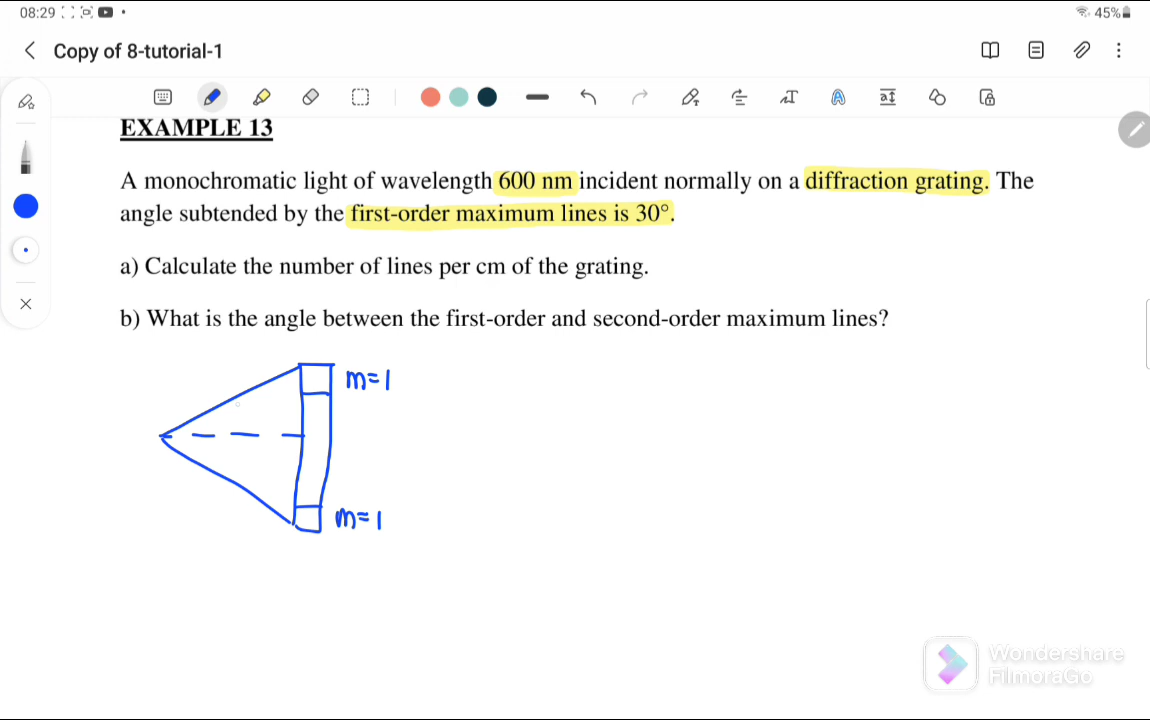 08:29
45%
Copy of 8-tutorial-1
EXAMPLE 13
A monochromatic light of wavelength 600 nm incident normally on a diffraction grating. The
angle subtended by the first-order maximum lines is 30°.
a) Calculate the number of lines per cm of the grating.
b) What is the angle between the first-order and second-order maximum lines?
m=1
m=1
Wondershare
FilmoraGo